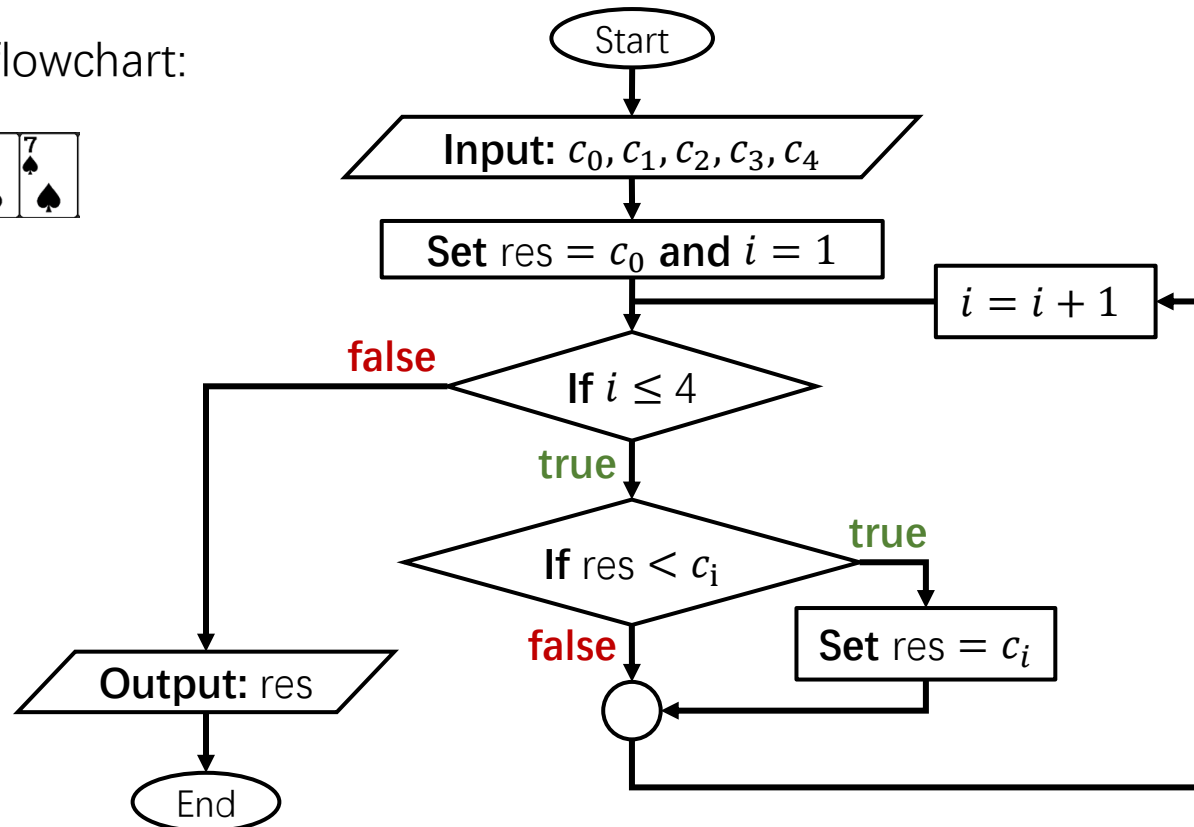 flowchart:
7
Start
Input: c₀, c₁, c₂, c₃, c₄
Set res = c₀ and i = 1
i = i + 1
false
If i ≤ 4
true
If res < cᵢ
true
false
Set res = cᵢ
Output: res
End